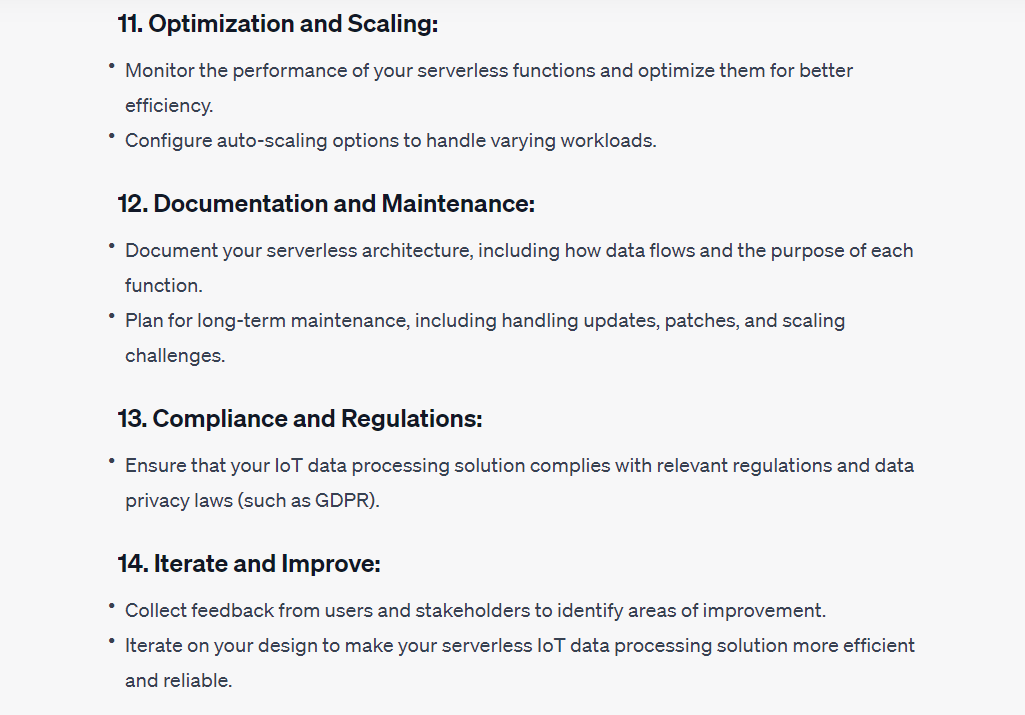 11. Optimization and Scaling:
• Monitor the performance of your serverless functions and optimize them for better
efficiency.
• Configure auto-scaling options to handle varying workloads.
12. Documentation and Maintenance:
• Document your serverless architecture, including how data flows and the purpose of each
function.
• Plan for long-term maintenance, including handling updates, patches, and scaling
challenges.
13. Compliance and Regulations:
• Ensure that your IoT data processing solution complies with relevant regulations and data
privacy laws (such as GDPR).
14. Iterate and Improve:
• Collect feedback from users and stakeholders to identify areas of improvement.
• Iterate on your design to make your serverless IoT data processing solution more efficient
and reliable.